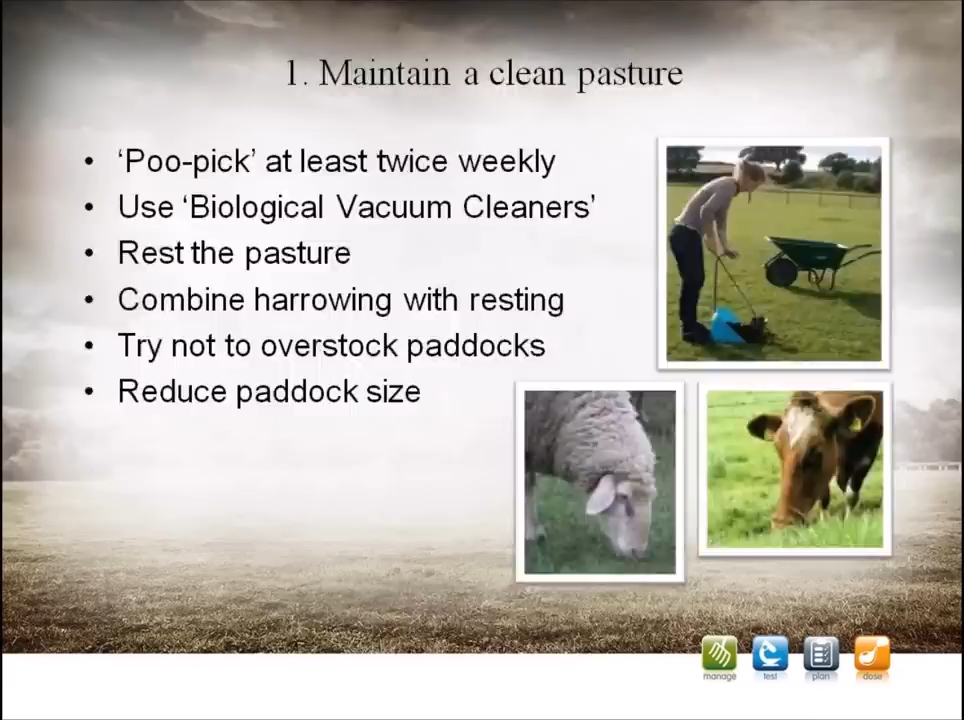 1. Maintain a clean pasture
• ‘Poo-pick’ at least twice weekly
• Use ‘Biological Vacuum Cleaners’
• Rest the pasture
• Combine harrowing with resting
• Try not to overstock paddocks
• Reduce paddock size
manage test plan dose